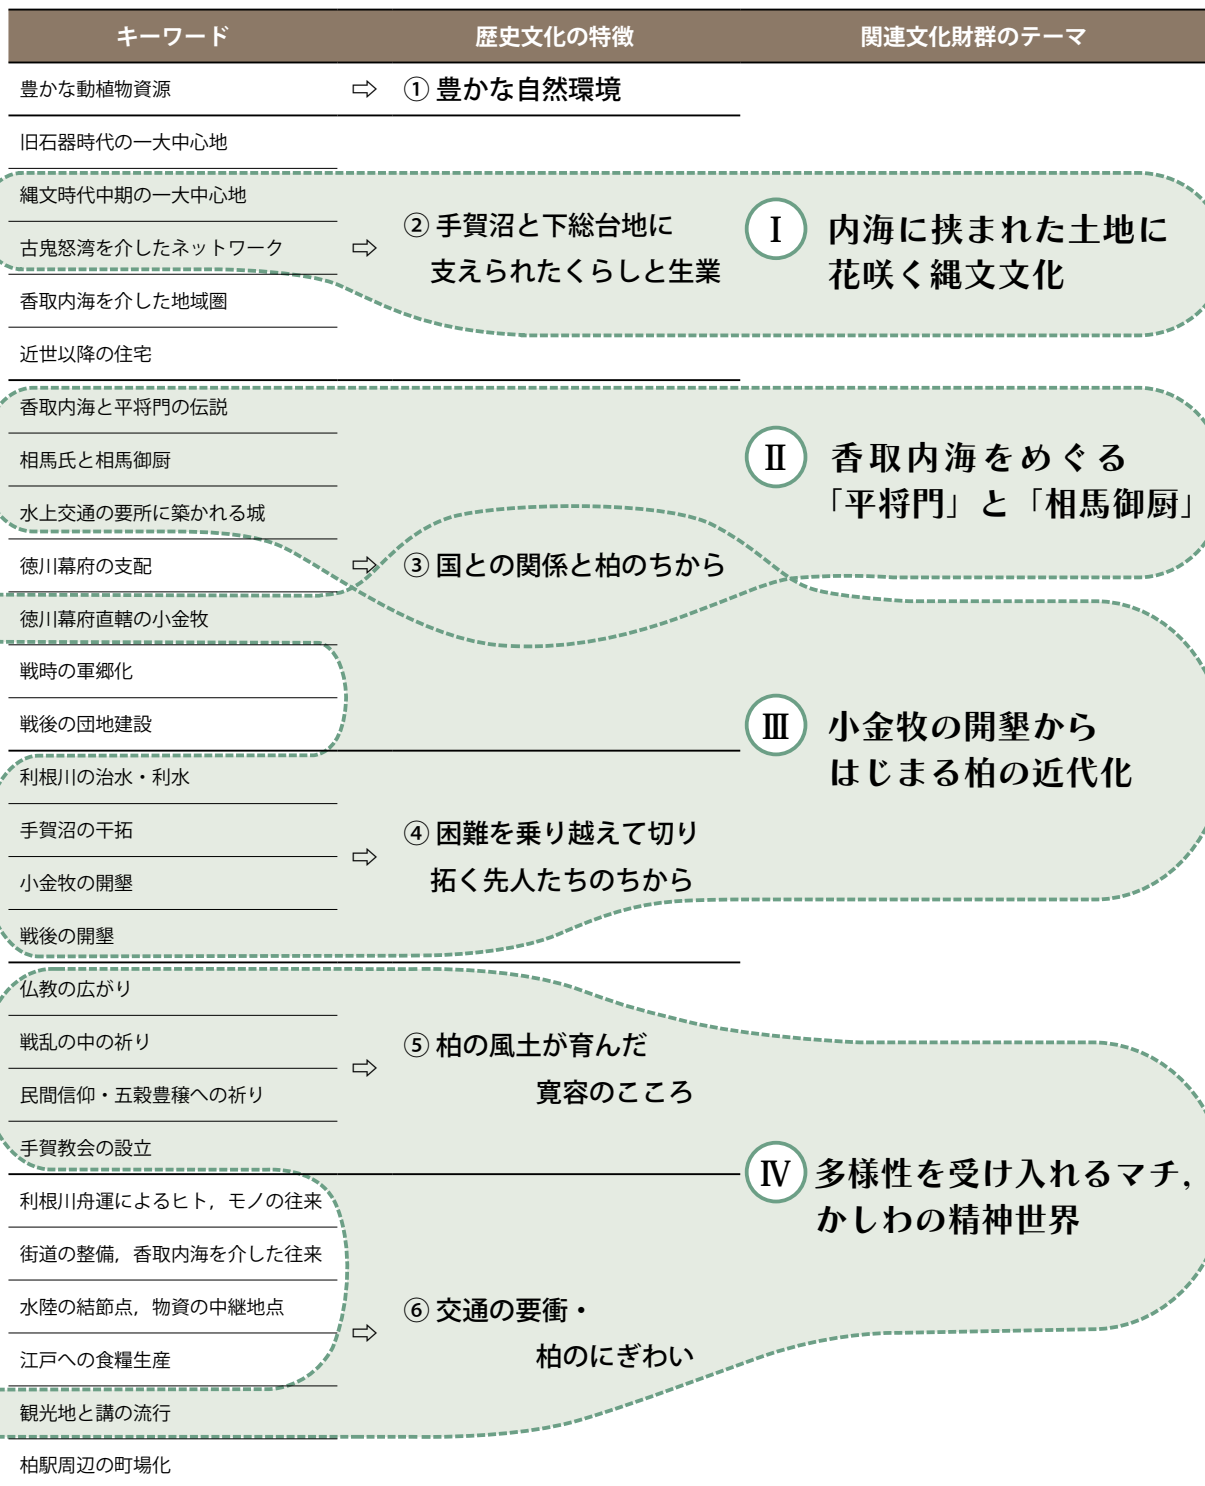 キーワード
歴史文化の特徴
関連文化財群のテーマ
豊かな動植物資源
⇨
① 豊かな自然環境
旧石器時代の一大中心地
縄文時代中期の一大中心地
古鬼怒湾を介したネットワーク
香取内海を介した地域圏
近世以降の住宅
⇨
② 手賀沼と下総台地に
支えられたくらしと生業
Ⅰ 内海に挟まれた土地に
花咲く縄文文化
香取内海と平将門の伝説
相馬氏と相馬御厨
水上交通の要所に築かれる城
徳川幕府の支配
徳川幕府直轄の小金牧
戦時の軍郷化
戦後の団地建設
⇨
③ 国との関係と柏のちから
Ⅱ 香取内海をめぐる
「平将門」と「相馬御厨」
利根川の治水・利水
手賀沼の干拓
小金牧の開墾
戦後の開墾
⇨
④ 困難を乗り越えて切り
拓く先人たちのちから
Ⅲ 小金牧の開墾から
はじまる柏の近代化
仏教の広がり
戦乱の中の祈り
民間信仰・五穀豊穣への祈り
手賀教会の設立
⇨
⑤ 柏の風土が育んだ
寛容のこころ
Ⅳ 多様性を受け入れるマチ,
かしわの精神世界
利根川舟運によるヒト，モノの往来
街道の整備，香取内海を介した往来
水陸の結節点，物資の中継地点
江戸への食糧生産
観光地と講の流行
柏駅周辺の町場化
⇨
⑥ 交通の要衝・
柏のにぎわい